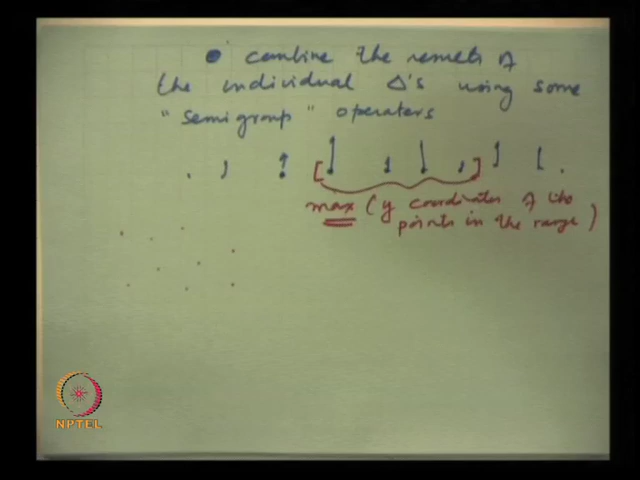 • combine the results of
the individual Δ's using some
"semigroup" operators
[ ]
max (y coordinates of the
points in the range)
NPTEL